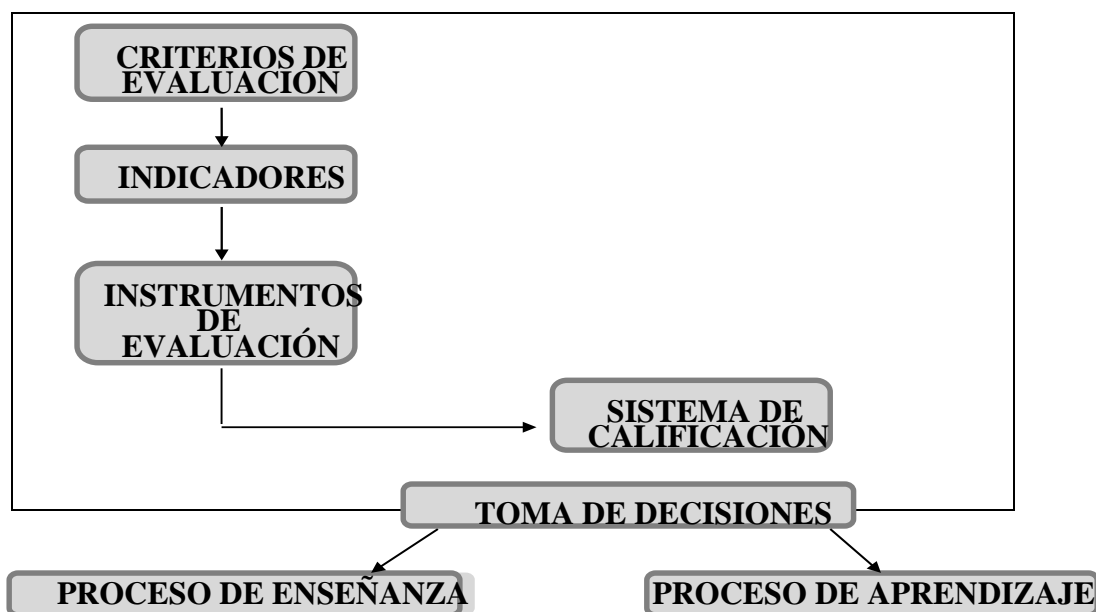 CRITERIOS DE
EVALUACIÓN
INDICADORES
INSTRUMENTOS
DE
EVALUACIÓN
SISTEMA DE
CALIFICACIÓN
TOMA DE DECISIONES
PROCESO DE ENSEÑANZA
PROCESO DE APRENDIZAJE